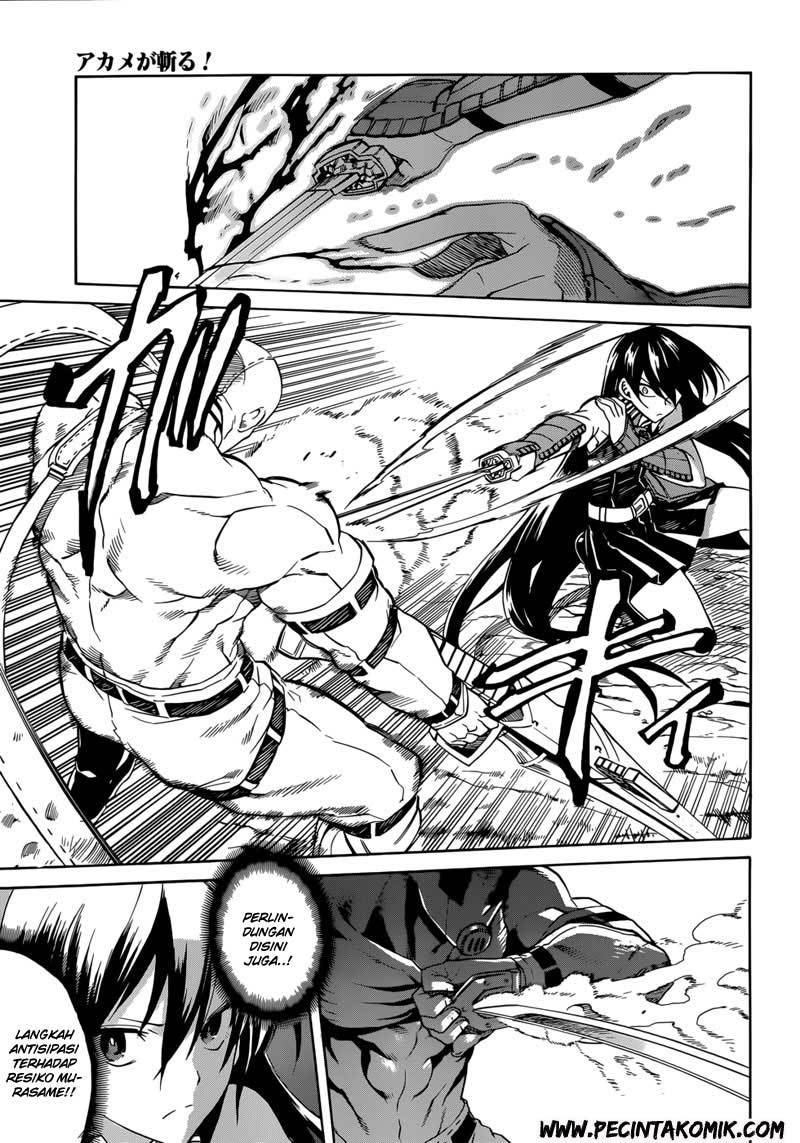 アカメが斬る!
ガ
ギィ
PERLIN-
DUNGAN
DISINI
JUGA..!
LANGKAH
ANTISIPASI
TERHADAP
RESIKO MU-
RASAME!!
WWW.PECINTAKOMIK.COM